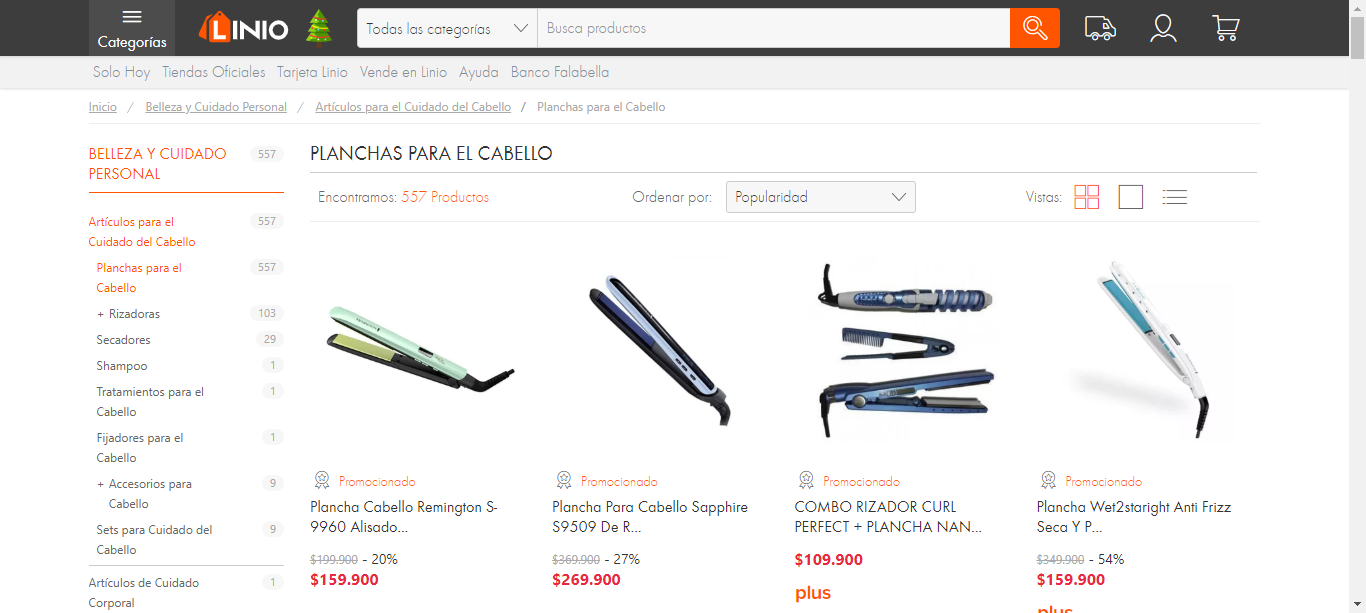 Categorías
LINIO
Todas las categorías
Busca productos
Solo Hoy Tiendas Oficiales Tarjeta Linio Vende en Linio Ayuda Banco Falabella
Inicio / Belleza y Cuidado Personal / Artículos para el Cuidado del Cabello / Planchas para el Cabello
BELLEZA Y CUIDADO 557
PERSONAL
Artículos para el 557
Cuidado del Cabello
Planchas para el 557
Cabello
+ Rizadoras 103
Secadores 29
Shampoo 1
Tratamientos para el 1
Cabello
Fijadores para el 1
Cabello
+ Accesorios para 9
Cabello
Sets para Cuidado del 9
Cabello
Artículos de Cuidado 1
Corporal
PLANCHAS PARA EL CABELLO
Encontramos: 557 Productos
Ordenar por: Popularidad
Vistas:
Promocionado
Plancha Cabello Remington S-
9960 Alisado...
$199.900 - 20%
$159.900
Promocionado
Plancha Para Cabello Sapphire
S9509 De R...
$369.900 - 27%
$269.900
Promocionado
COMBO RIZADOR CURL
PERFECT + PLANCHA NAN...
$109.900
plus
Promocionado
Plancha Wet2staright Anti Frizz
Seca Y P...
$349.900 - 54%
$159.900
plus